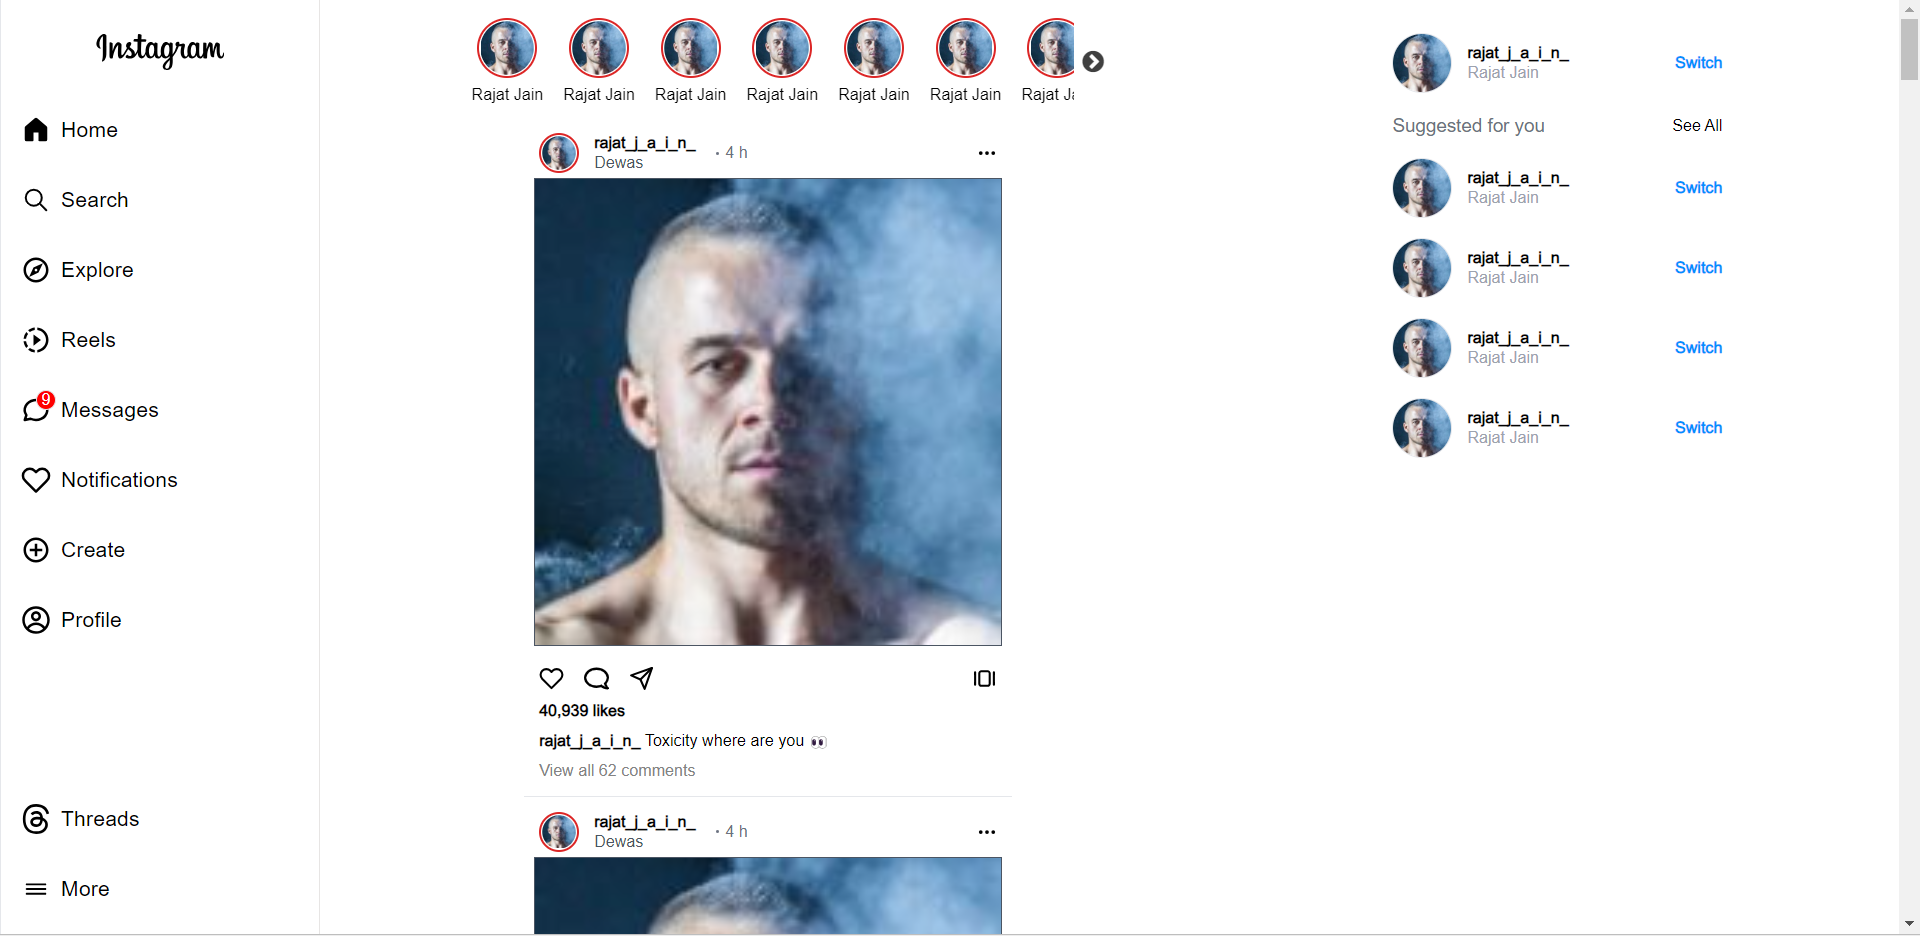 Instagram
Home
Search
Explore
Reels
9
Messages
Notifications
Create
Profile
Threads
More
Rajat Jain Rajat Jain Rajat Jain Rajat Jain Rajat Jain Rajat Jain Rajat Ja
rajat_j_a_i_n_ • 4 h
Dewas
40,939 likes
rajat_j_a_i_n_ Toxicity where are you 👀
View all 62 comments
rajat_j_a_i_n_ • 4 h
Dewas
rajat_j_a_i_n_
Rajat Jain
Switch
Suggested for you See All
rajat_j_a_i_n_
Rajat Jain
Switch
rajat_j_a_i_n_
Rajat Jain
Switch
rajat_j_a_i_n_
Rajat Jain
Switch
rajat_j_a_i_n_
Rajat Jain
Switch